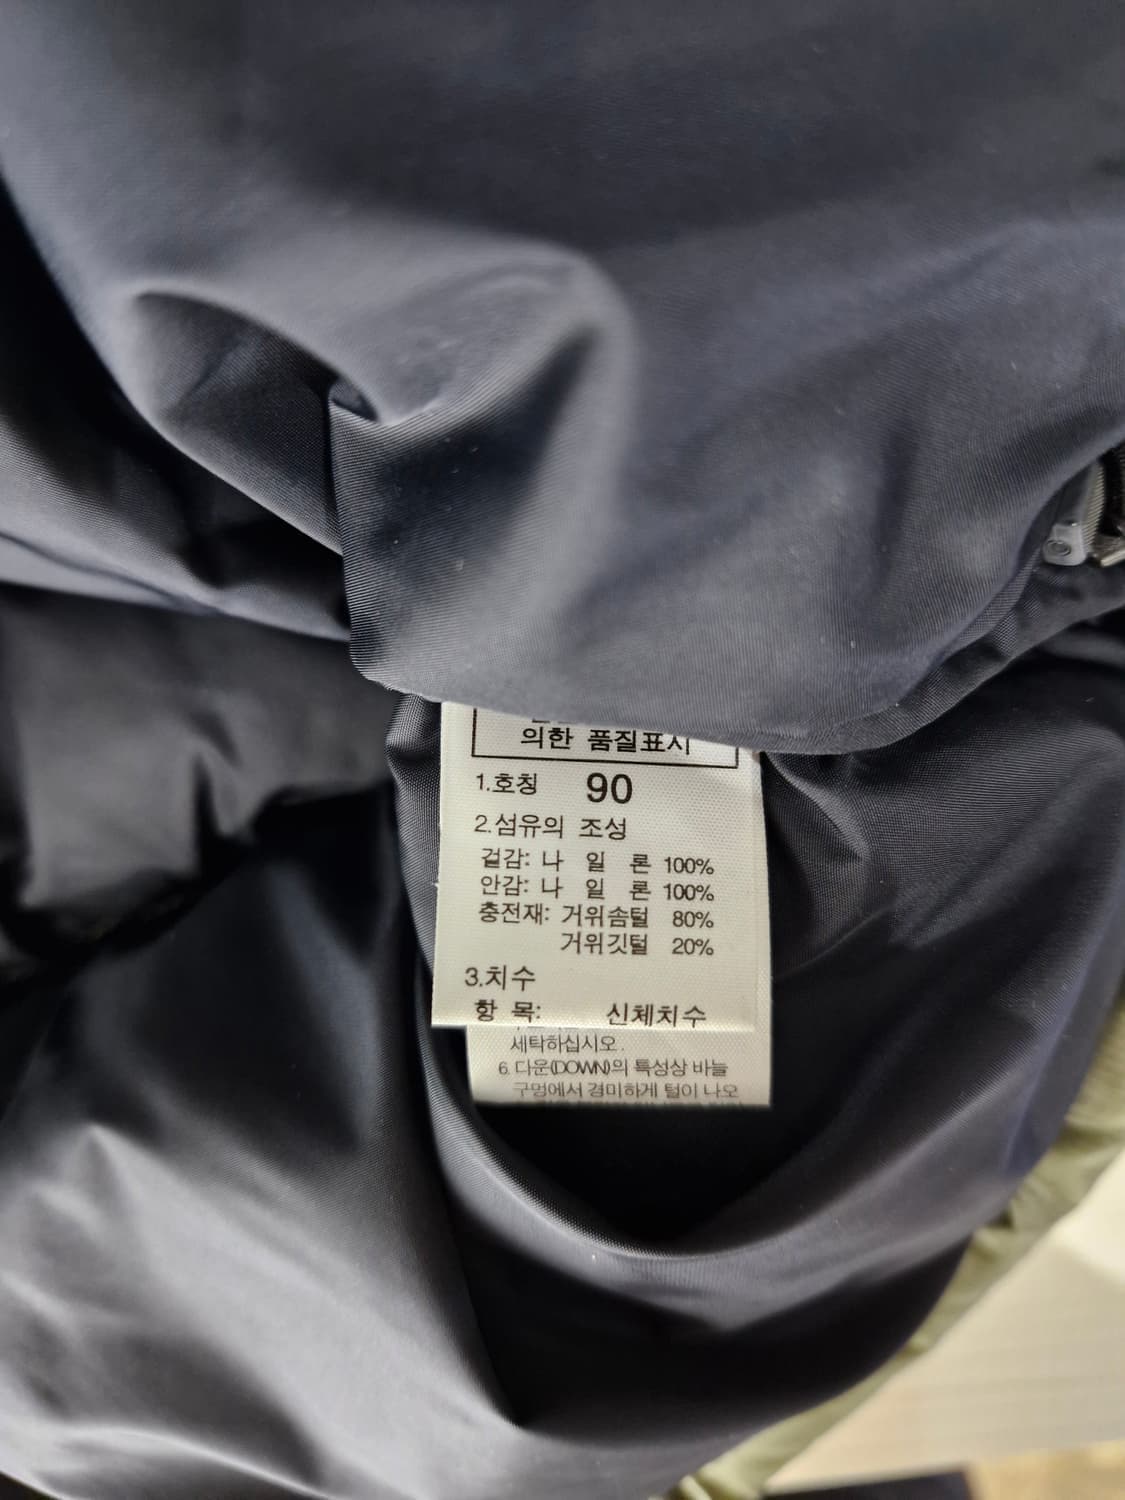 의한 품질표시
1.호칭 90
2.섬유의 조성
겉감: 나 일 론 100%
안감: 나 일 론 100%
충전재: 거위솜털 80%
거위깃털 20%
3.치수
항 목: 신체치수
세탁하십시오.
6. 다운(DOWN)의 특성상 바늘
구멍에서 경미하게 털이 나오